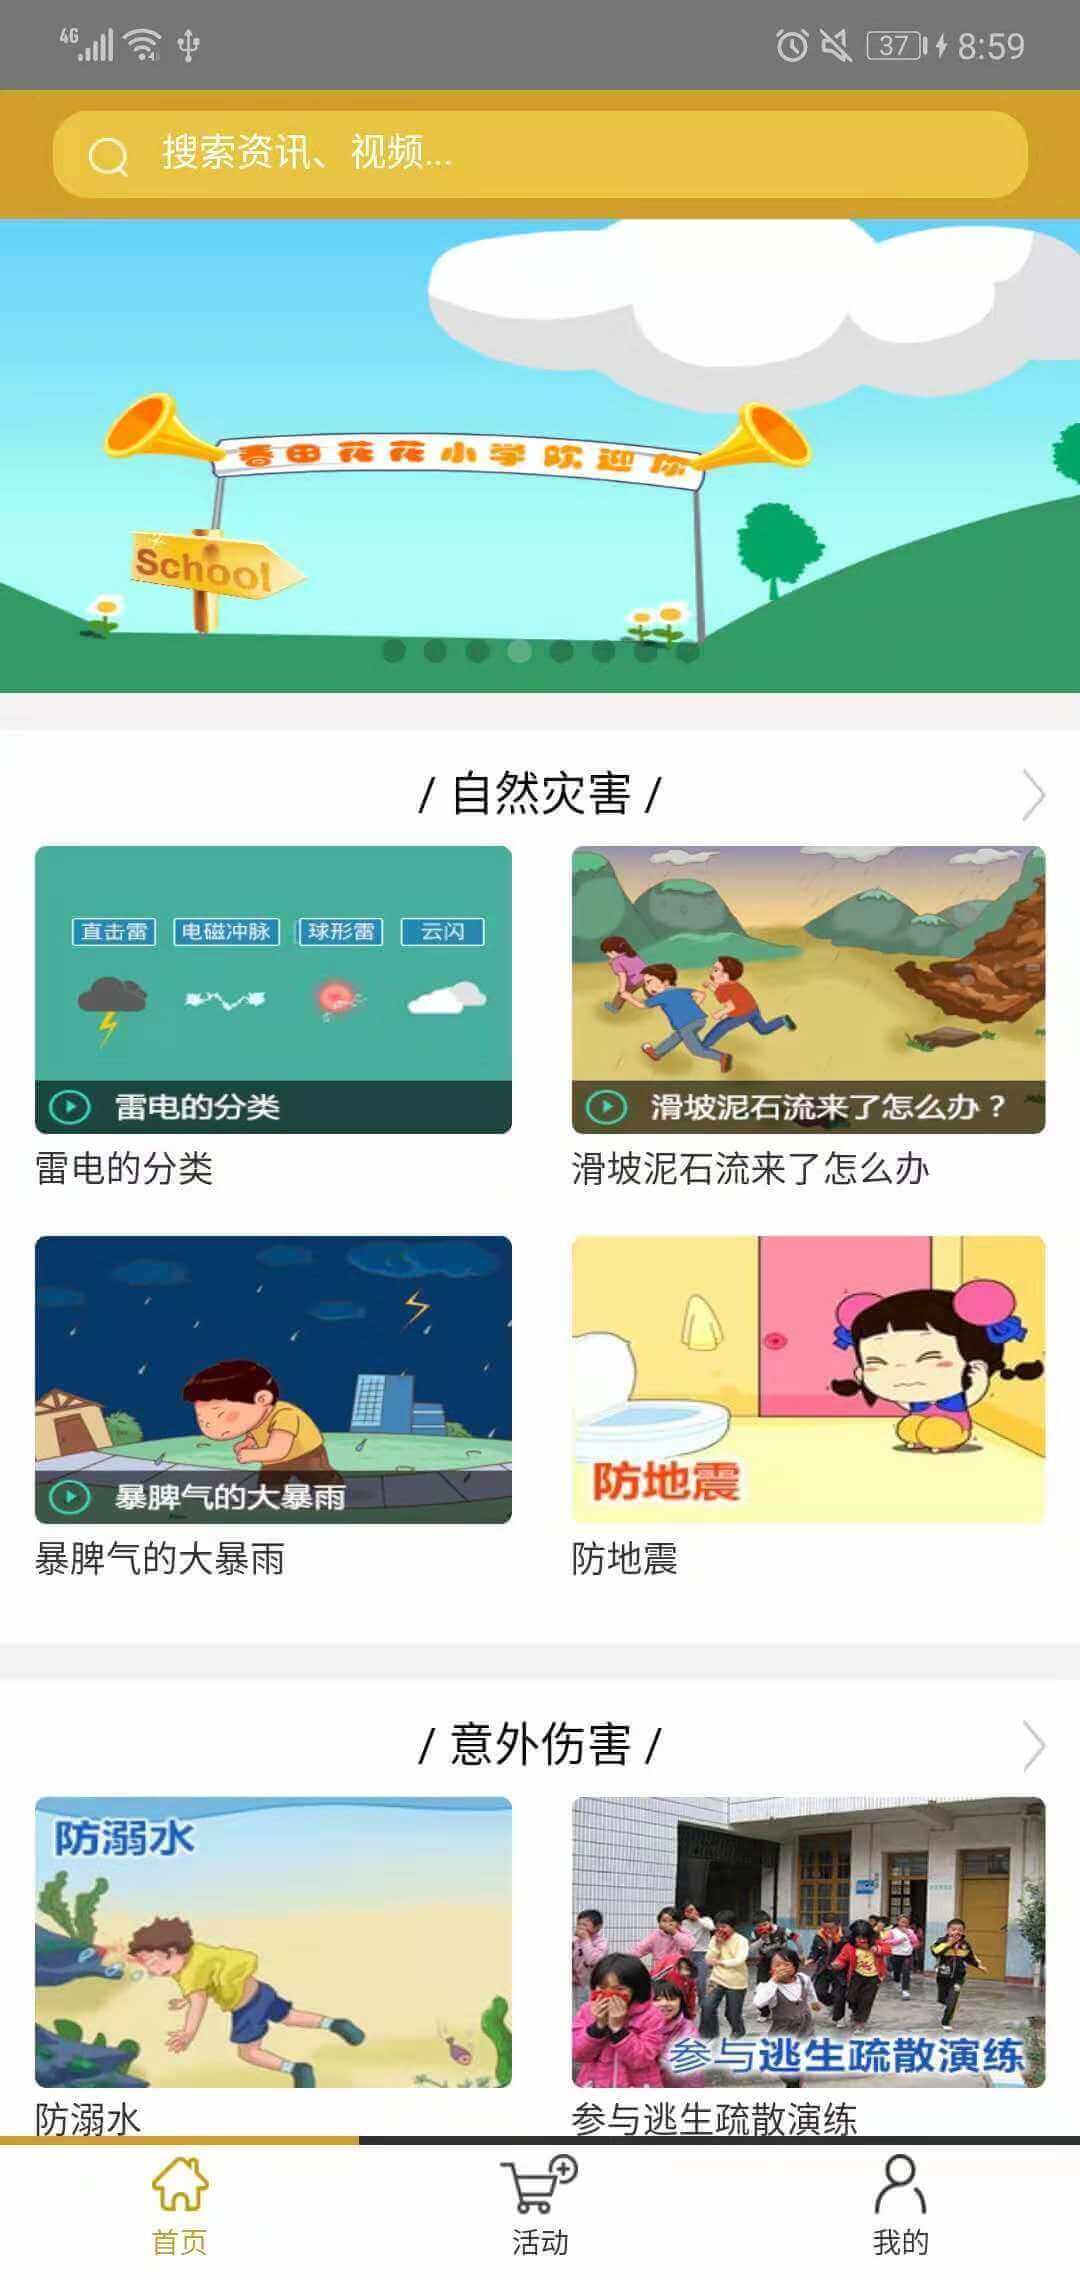 4G 37 8:59
搜索资讯、视频...
春田花花小学欢迎你
School
/ 自然灾害 /
直击雷 电磁冲脉 球形雷 云闪
雷电的分类
滑坡泥石流来了怎么办？
雷电的分类
滑坡泥石流来了怎么办
暴脾气的大暴雨
防地震
暴脾气的大暴雨
防地震
/ 意外伤害 /
防溺水
参与逃生疏散演练
防溺水
参与逃生疏散演练
首页
活动
我的